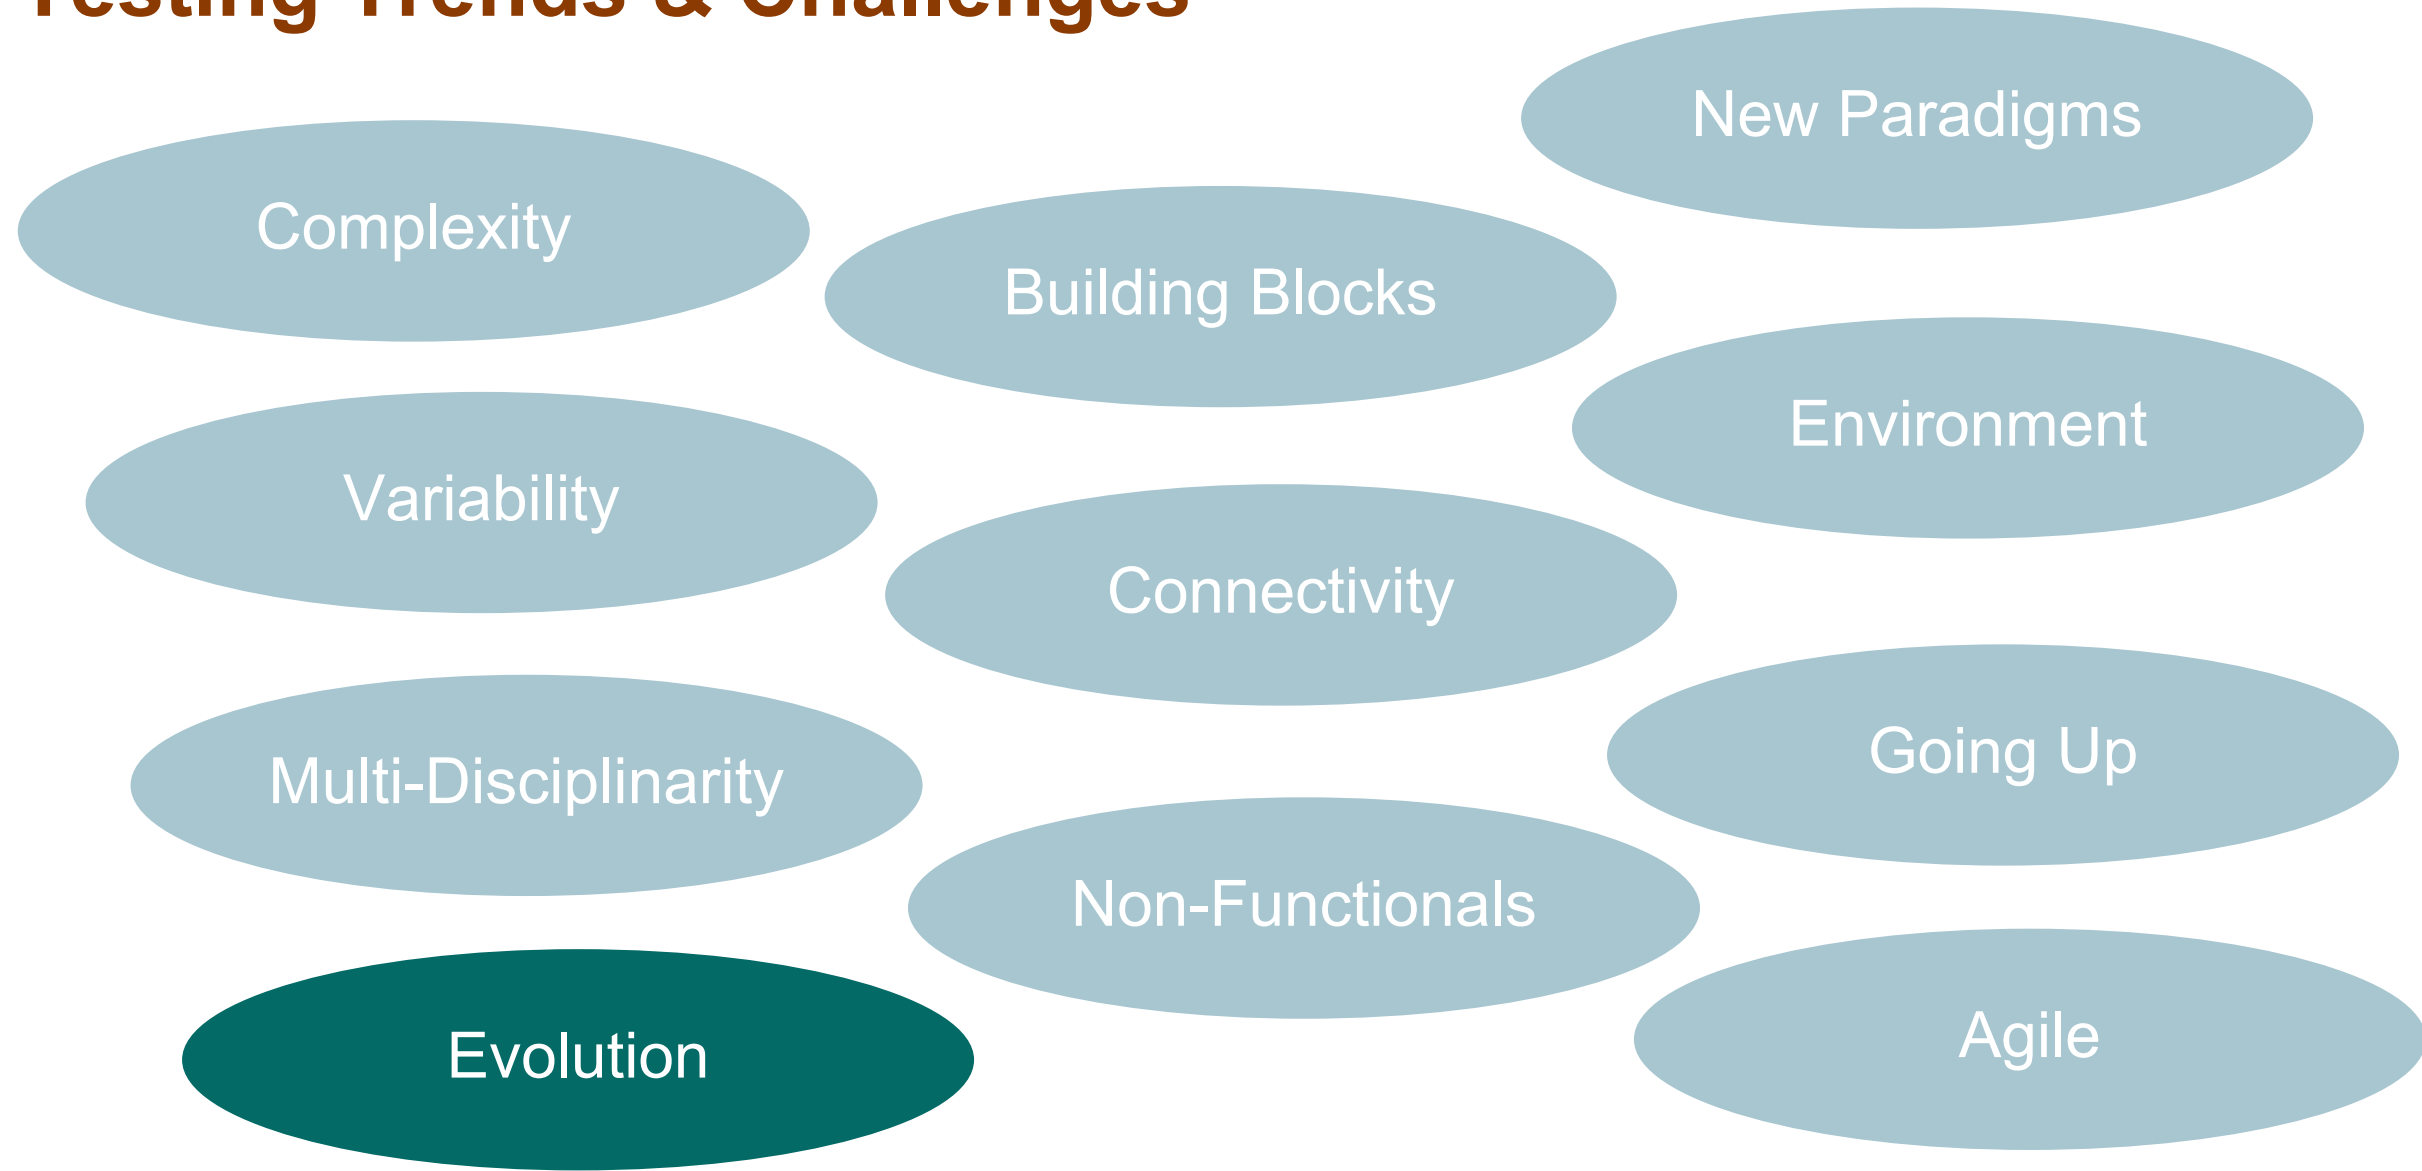 Testing Trends & Challenges
New Paradigms
Complexity
Building Blocks
Environment
Variability
Connectivity
Going Up
Multi-Disciplinarity
Non-Functionals
Agile
Evolution